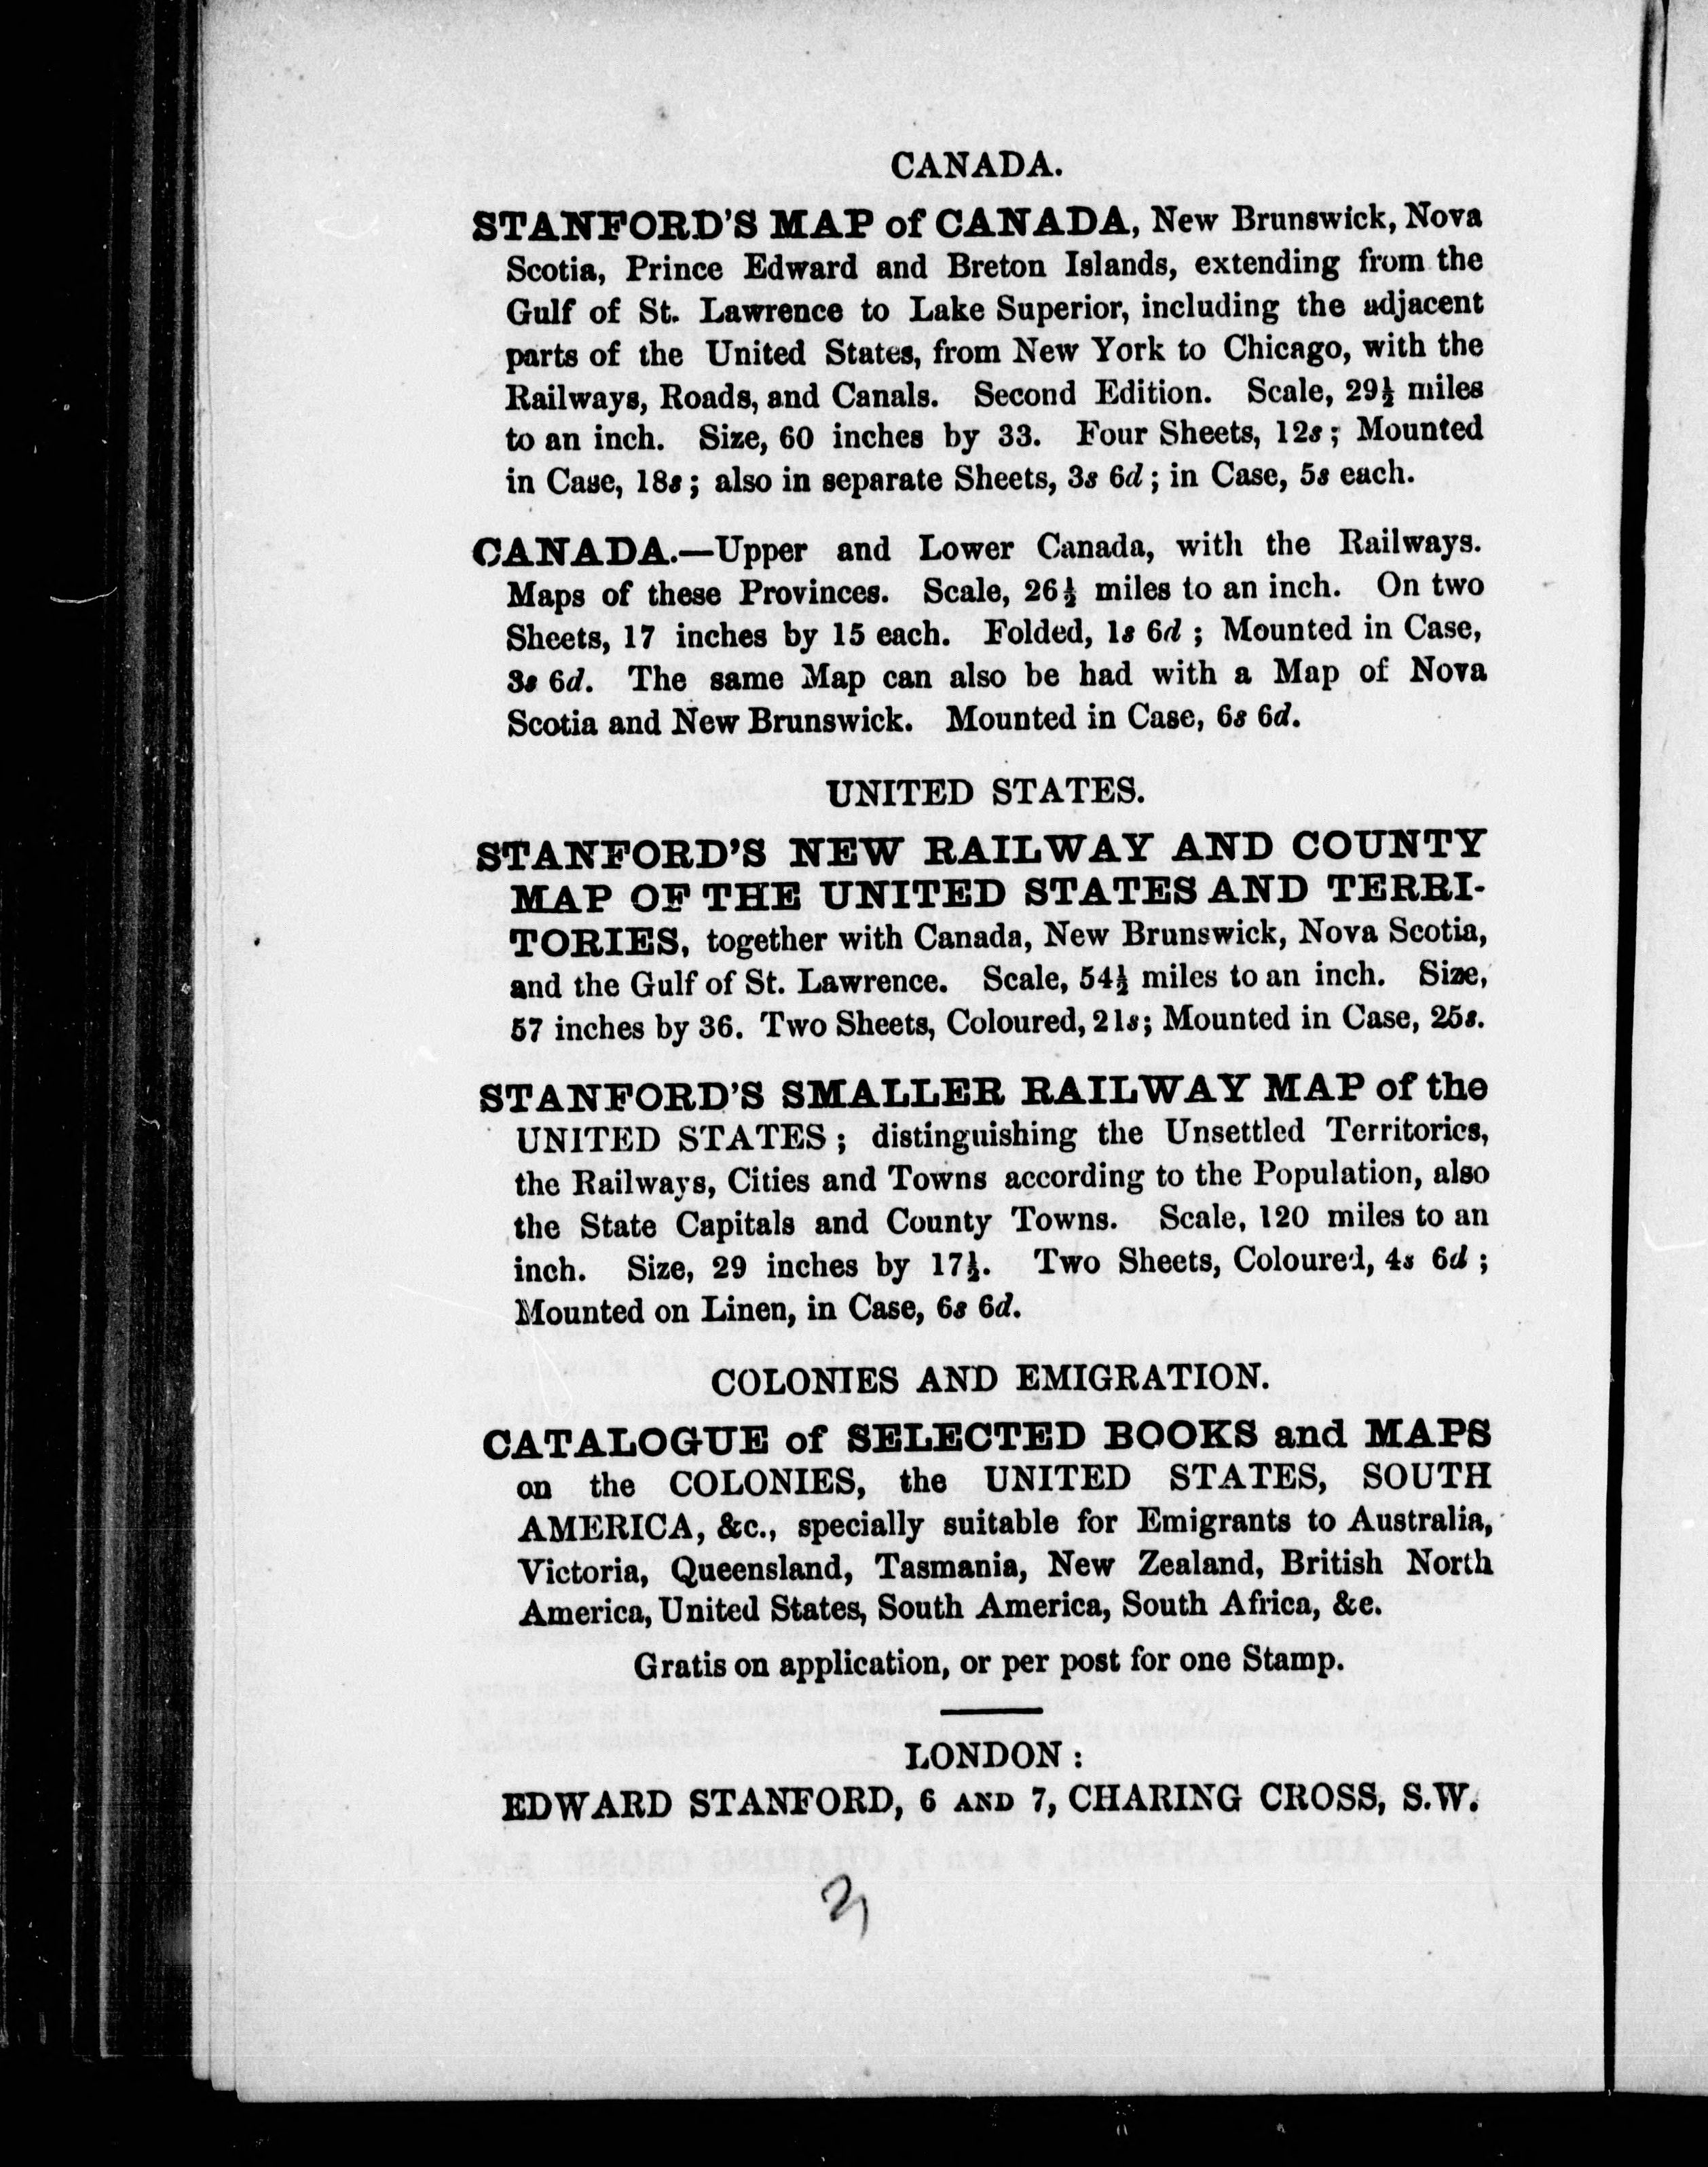 CANADA.
STANFORD'S MAP of CANADA, New Brunswick, Nova
Scotia, Prince Edward and Breton Islands, extending from the
Gulf of St. Lawrence to Lake Superior, including the adjacent
parts of the United States, from New York to Chicago, with the
Railways, Roads, and Canals. Second Edition. Scale, 29½ miles
to an inch. Size, 60 inches by 33. Four Sheets, 12s; Mounted
in Case, 18s; also in separate Sheets, 3s 6d; in Case, 5s each.
CANADA.—Upper and Lower Canada, with the Railways.
Maps of these Provinces. Scale, 26½ miles to an inch. On two
Sheets, 17 inches by 15 each. Folded, 1s 6d; Mounted in Case,
3s 6d. The same Map can also be had with a Map of Nova
Scotia and New Brunswick. Mounted in Case, 6s 6d.
UNITED STATES.
STANFORD'S NEW RAILWAY AND COUNTY
MAP OF THE UNITED STATES AND TERRI-
TORIES, together with Canada, New Brunswick, Nova Scotia,
and the Gulf of St. Lawrence. Scale, 54½ miles to an inch. Size,
57 inches by 36. Two Sheets, Coloured, 21s; Mounted in Case, 25s.
STANFORD'S SMALLER RAILWAY MAP of the
UNITED STATES; distinguishing the Unsettled Territories,
the Railways, Cities and Towns according to the Population, also
the State Capitals and County Towns. Scale, 120 miles to an
inch. Size, 29 inches by 17½. Two Sheets, Coloured, 4s 6d;
Mounted on Linen, in Case, 6s 6d.
COLONIES AND EMIGRATION.
CATALOGUE of SELECTED BOOKS and MAPS
on the COLONIES, the UNITED STATES, SOUTH
AMERICA, &c., specially suitable for Emigrants to Australia,
Victoria, Queensland, Tasmania, New Zealand, British North
America, United States, South America, South Africa, &c.
Gratis on application, or per post for one Stamp.
LONDON:
EDWARD STANFORD, 6 AND 7, CHARING CROSS, S.W.